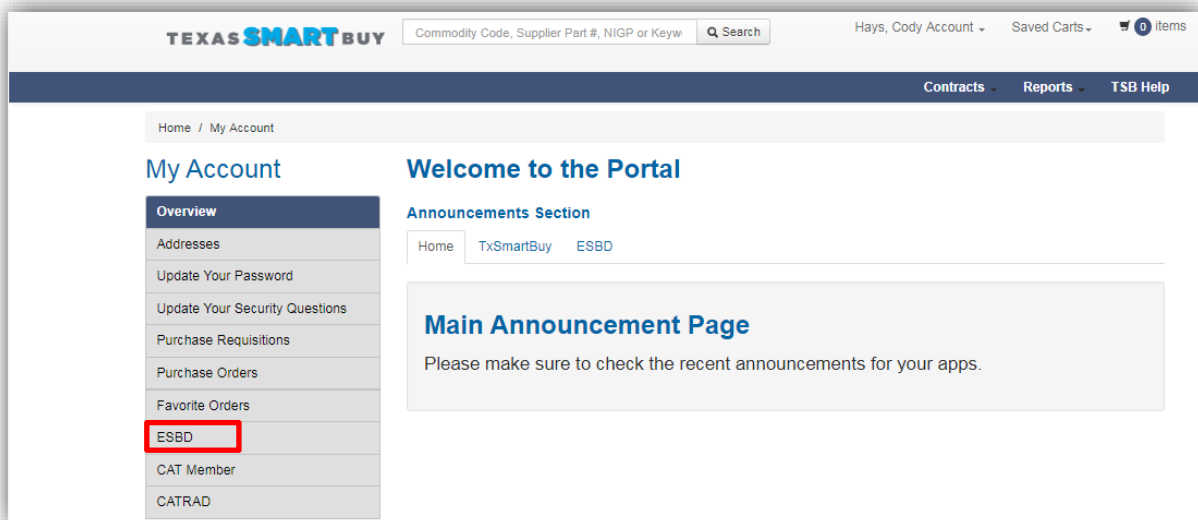 TEXAS SMART BUY
Commodity Code, Supplier Part #, NIGP or Keyw
Search
Hays, Cody Account
Saved Carts
0 items
Contracts
Reports
TSB Help
Home / My Account
My Account
Overview
Addresses
Update Your Password
Update Your Security Questions
Purchase Requisitions
Purchase Orders
Favorite Orders
ESBD
CAT Member
CATRAD
Welcome to the Portal
Announcements Section
Home TxSmartBuy ESBD
Main Announcement Page
Please make sure to check the recent announcements for your apps.